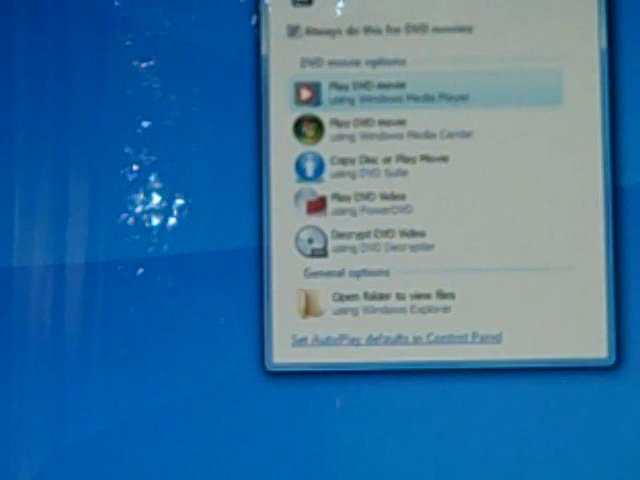 Always do this for DVD movies
DVD movie options
Play DVD movie
using Windows Media Player
Play DVD movie
using Windows Media Center
Copy Disc or Play Movie
using DVD Suite
Play DVD Video
using PowerDVD
Decrypt DVD Video
using DVD Decrypter
General options
Open folder to view files
using Windows Explorer
Set AutoPlay defaults in Control Panel